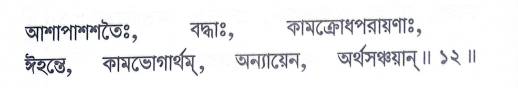 আশাপাশশতৈঃ, বদ্ধাঃ, কামক্রোধপরায়ণাঃ,
ঈহন্তে, কামভোগার্থম্, অন্যায়েন, অর্থসঞ্চয়ান্॥ ১২ ॥